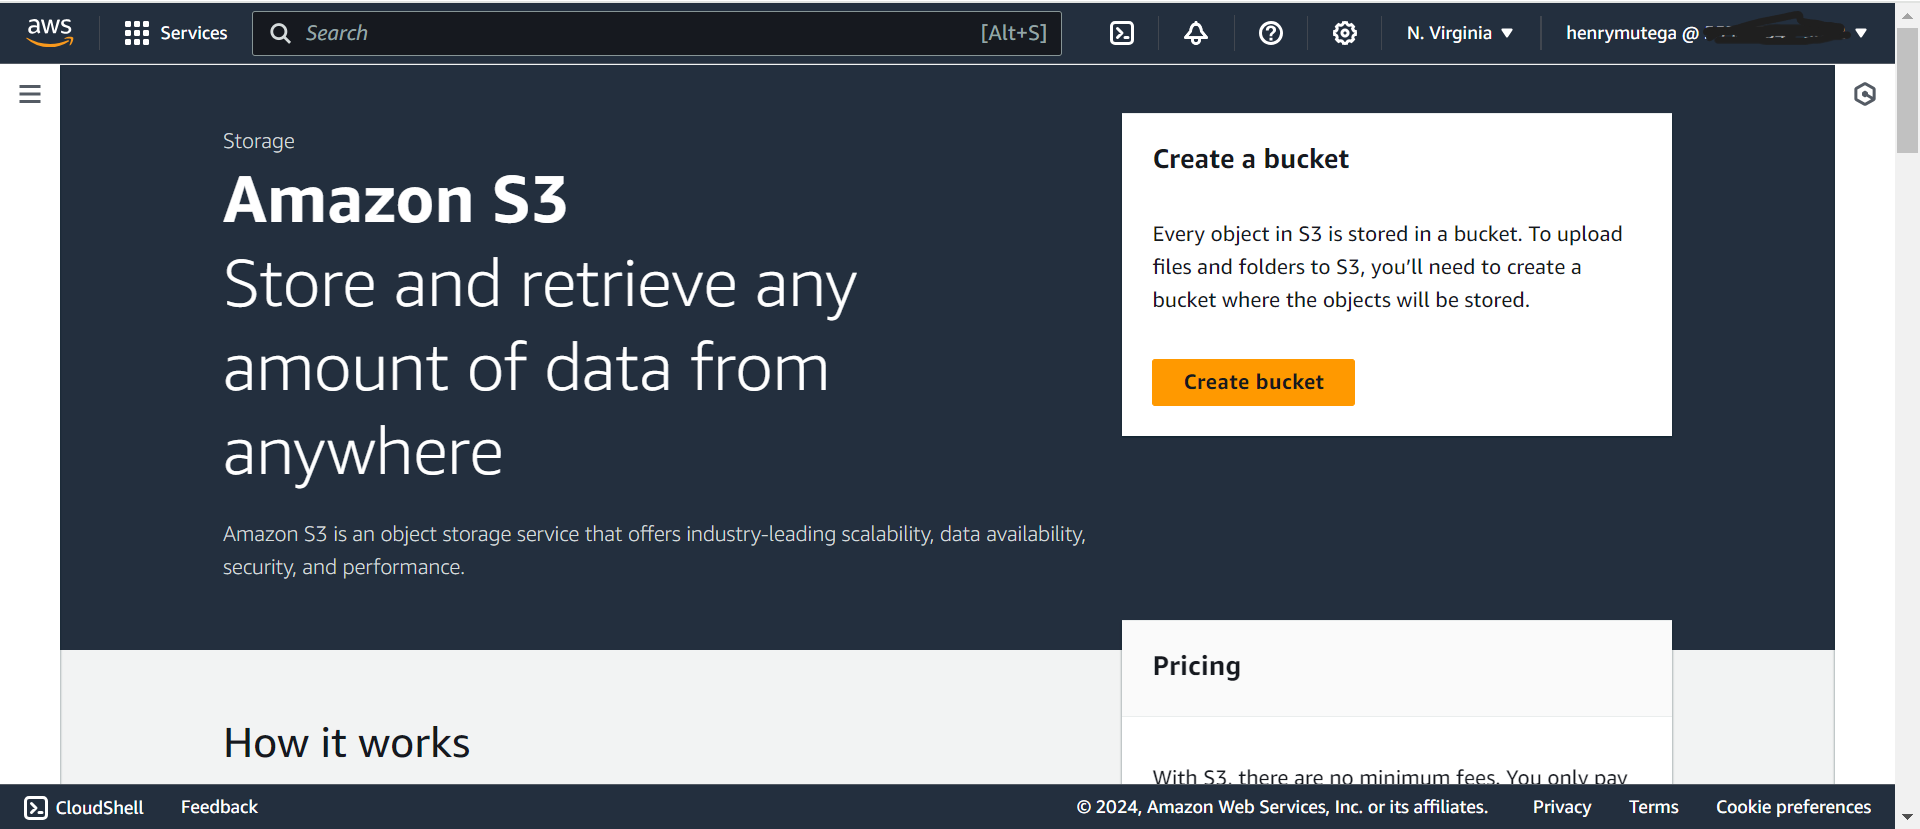 aws
Services
Search
[Alt+S]
N. Virginia
henrymutega @
Storage
Amazon S3
Store and retrieve any
amount of data from
anywhere
Amazon S3 is an object storage service that offers industry-leading scalability, data availability,
security, and performance.
Create a bucket
Every object in S3 is stored in a bucket. To upload
files and folders to S3, you’ll need to create a
bucket where the objects will be stored.
Create bucket
Pricing
With S3, there are no minimum fees. You only pay
How it works
CloudShell
Feedback
© 2024, Amazon Web Services, Inc. or its affiliates.
Privacy
Terms
Cookie preferences